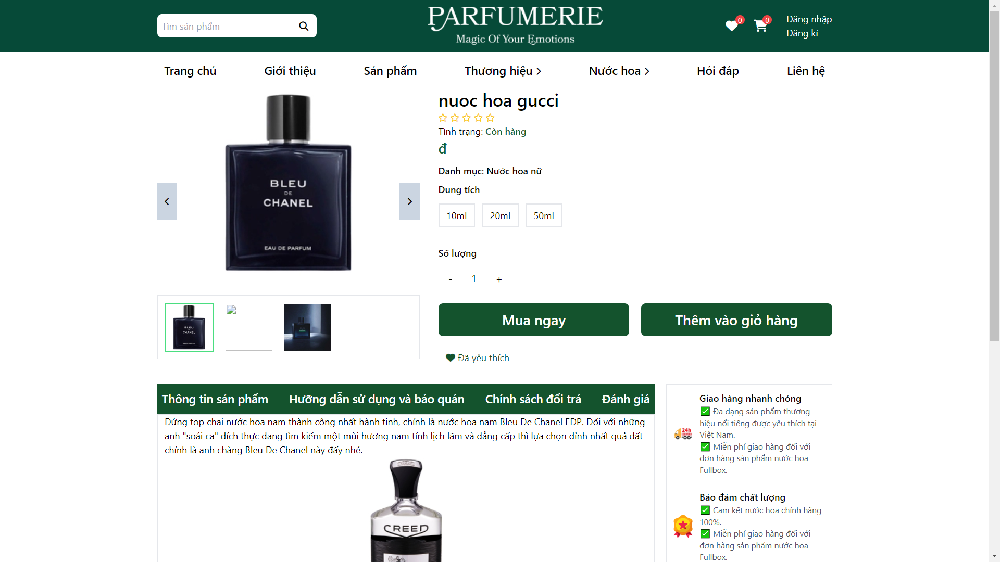 Tìm sản phẩm
PARFUMERIE
Magic Of Your Emotions
0
0
Đăng nhập
Đăng kí
Trang chủ
Giới thiệu
Sản phẩm
Thương hiệu
Nước hoa
Hỏi đáp
Liên hệ
BLEU
DE
CHANEL
EAU DE PARFUM
nuoc hoa gucci
Tình trạng: Còn hàng
đ
Danh mục: Nước hoa nữ
Dung tích
10ml
20ml
50ml
Số lượng
- 1 +
Mua ngay
Thêm vào giỏ hàng
Đã yêu thích
BLEU
DE
CHANEL
EAU DE PARFUM
Thông tin sản phẩm
Hưỡng dẫn sử dụng và bảo quản
Chính sách đổi trả
Đánh giá
Đứng top chai nước hoa nam thành công nhất hành tinh, chính là nước hoa nam Bleu De Chanel EDP. Đối với những
anh "soái ca" đích thực đang tìm kiếm một mùi hương nam tính lịch lãm và đẳng cấp thì lựa chọn đỉnh nhất quả đất
chính là anh chàng Bleu De Chanel này đấy nhé.
CREED
24h
DELIVERY
Giao hàng nhanh chóng
✅ Đa dạng sản phẩm thương
hiệu nổi tiếng được yêu thích tại
Việt Nam.
✅ Miễn phí giao hàng đối với
đơn hàng sản phẩm nước hoa
Fullbox.
Bảo đảm chất lượng
✅ Cam kết nước hoa chính hãng
100%.
✅ Miễn phí giao hàng đối với
đơn hàng sản phẩm nước hoa
Fullbox.